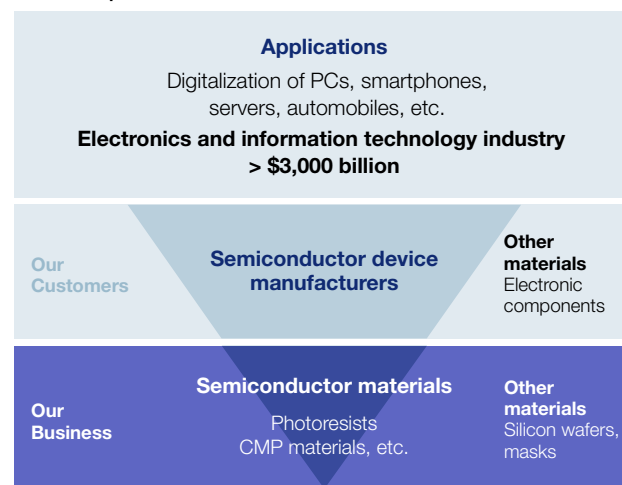 Applications
Digitalization of PCs, smartphones,
servers, automobiles, etc.
Electronics and information technology industry
> $3,000 billion
Our
Customers
Semiconductor device
manufacturers
Other
materials
Electronic
components
Our
Business
Semiconductor materials
Photoresists
CMP materials, etc.
Other
materials
Silicon wafers,
masks